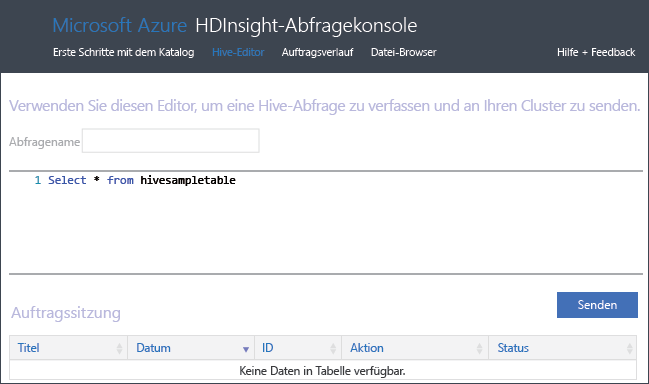 Microsoft Azure HDInsight-Abfragekonsole
Erste Schritte mit dem Katalog Hive-Editor Auftragsverlauf Datei-Browser Hilfe + Feedback
Verwenden Sie diesen Editor, um eine Hive-Abfrage zu verfassen und an Ihren Cluster zu senden.
Abfragename
1 Select * from hivesampletable
Senden
Auftragssitzung
Titel Datum ID Aktion Status
Keine Daten in Tabelle verfügbar.